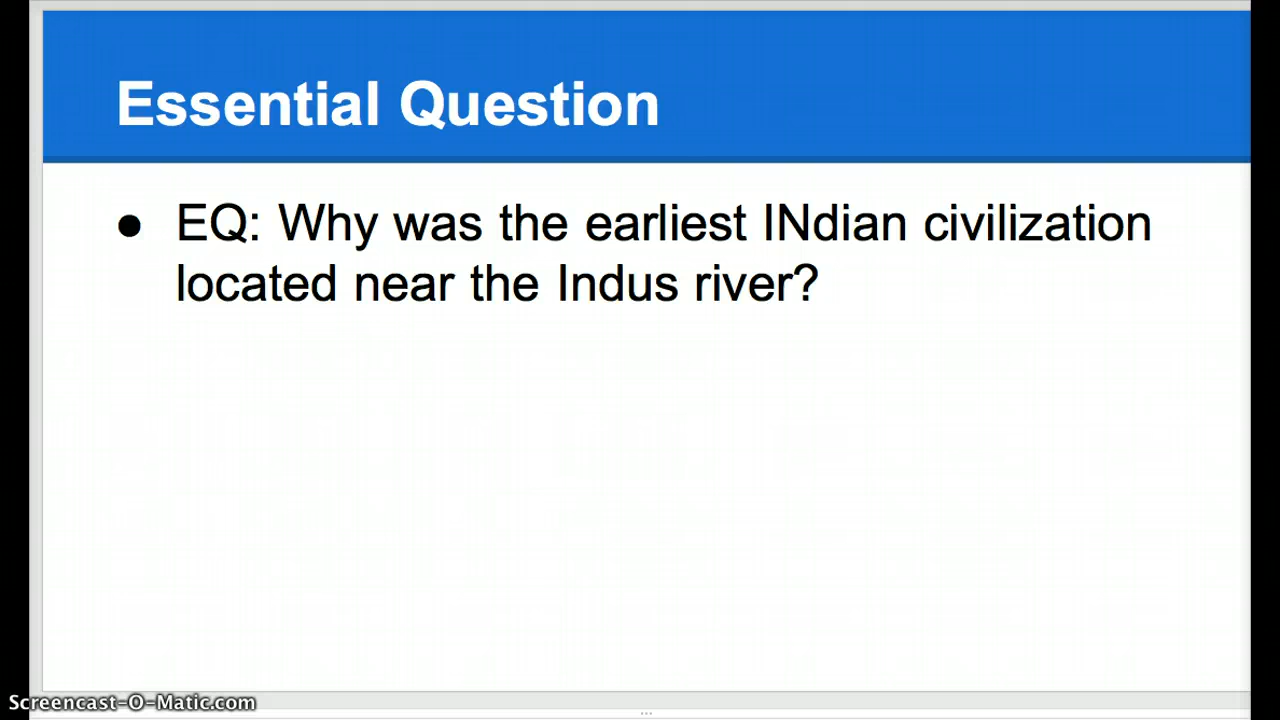 Essential Question
● EQ: Why was the earliest INdian civilization
located near the Indus river?
Screencast-O-Matic.com